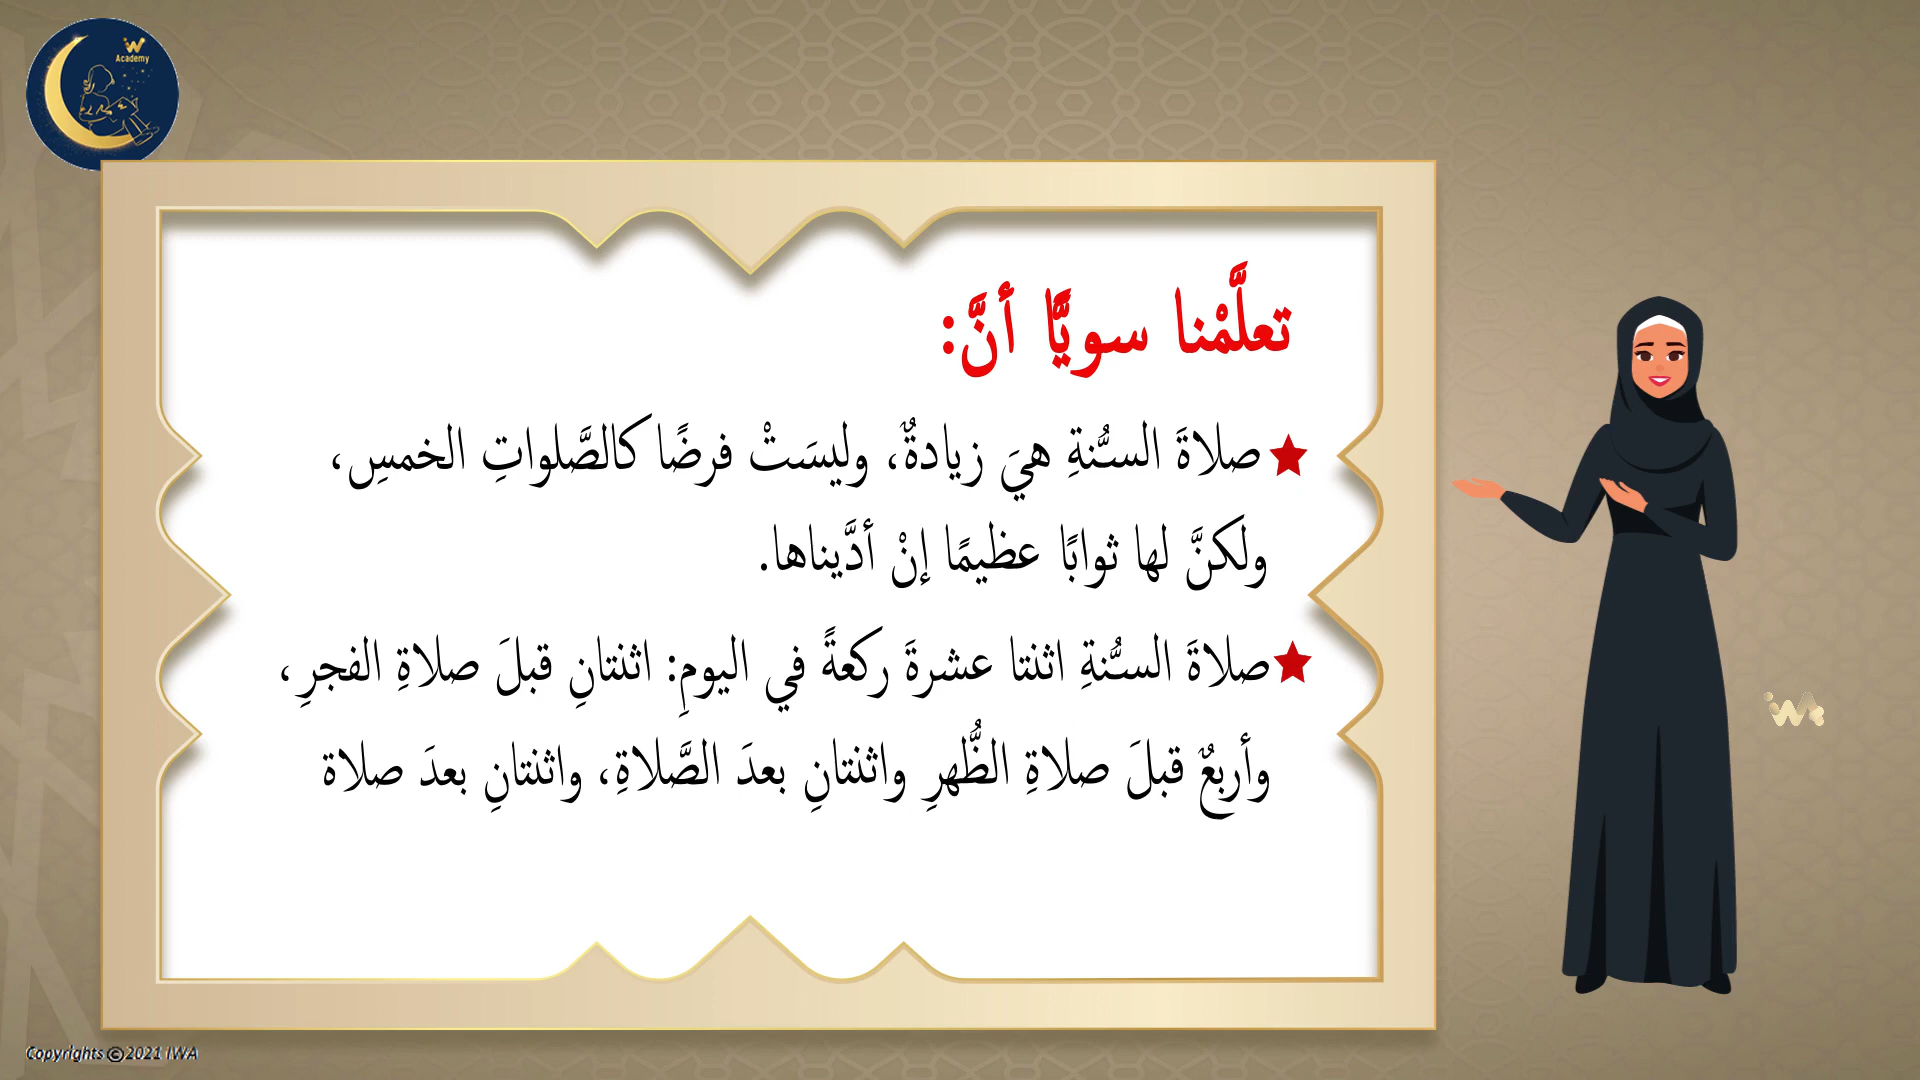 Academy
تعلَّمْنا سويًّا أنَّ:
صلاةَ السُّنةِ هيَ زيادةٌ، وليسَتْ فرضًا كالصَّلواتِ الخمسِ،
ولكنَّ لها ثوابًا عظيمًا إنْ أدَّيناها.
صلاةَ السُّنةِ اثنتا عشرةَ ركعةً في اليومِ: اثنتانِ قبلَ صلاةِ الفجرِ،
وأربعٌ قبلَ صلاةِ الظُّهرِ واثنتانِ بعدَ الصَّلاةِ، واثنتانِ بعدَ صلاة
iWA
Copyrights ©2021 IWA